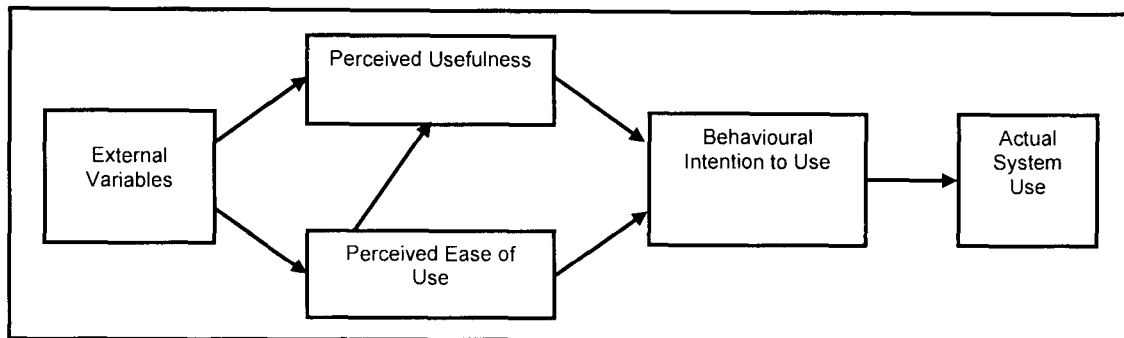 Perceived Usefulness
External
Variables
Perceived Ease of
Use
Behavioural
Intention to Use
Actual
System
Use